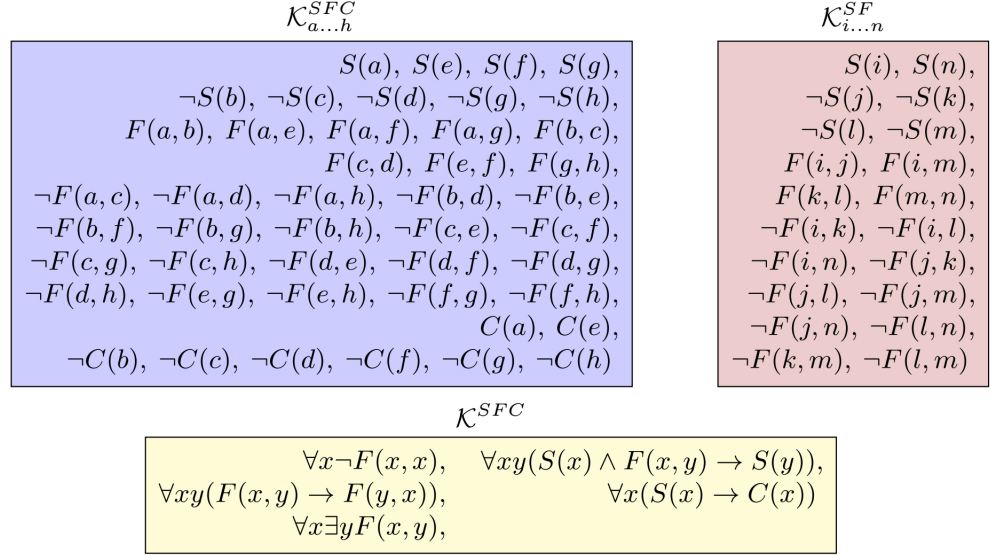 𝒦^{SFC}_{a...h}
S(a), S(e), S(f), S(g),
¬S(b), ¬S(c), ¬S(d), ¬S(g), ¬S(h),
F(a, b), F(a, e), F(a, f), F(a, g), F(b, c),
F(c, d), F(e, f), F(g, h),
¬F(a, c), ¬F(a, d), ¬F(a, h), ¬F(b, d), ¬F(b, e),
¬F(b, f), ¬F(b, g), ¬F(b, h), ¬F(c, e), ¬F(c, f),
¬F(c, g), ¬F(c, h), ¬F(d, e), ¬F(d, f), ¬F(d, g),
¬F(d, h), ¬F(e, g), ¬F(e, h), ¬F(f, g), ¬F(f, h),
C(a), C(e),
¬C(b), ¬C(c), ¬C(d), ¬C(f), ¬C(g), ¬C(h)
𝒦^{SF}_{i...n}
S(i), S(n),
¬S(j), ¬S(k),
¬S(l), ¬S(m),
F(i, j), F(i, m),
F(k, l), F(m, n),
¬F(i, k), ¬F(i, l),
¬F(i, n), ¬F(j, k),
¬F(j, l), ¬F(j, m),
¬F(j, n), ¬F(l, n),
¬F(k, m), ¬F(l, m)
𝒦^{SFC}
∀x¬F(x, x), ∀xy(S(x) ∧ F(x, y) → S(y)),
∀xy(F(x, y) → F(y, x)), ∀x(S(x) → C(x))
∀x∃yF(x, y),